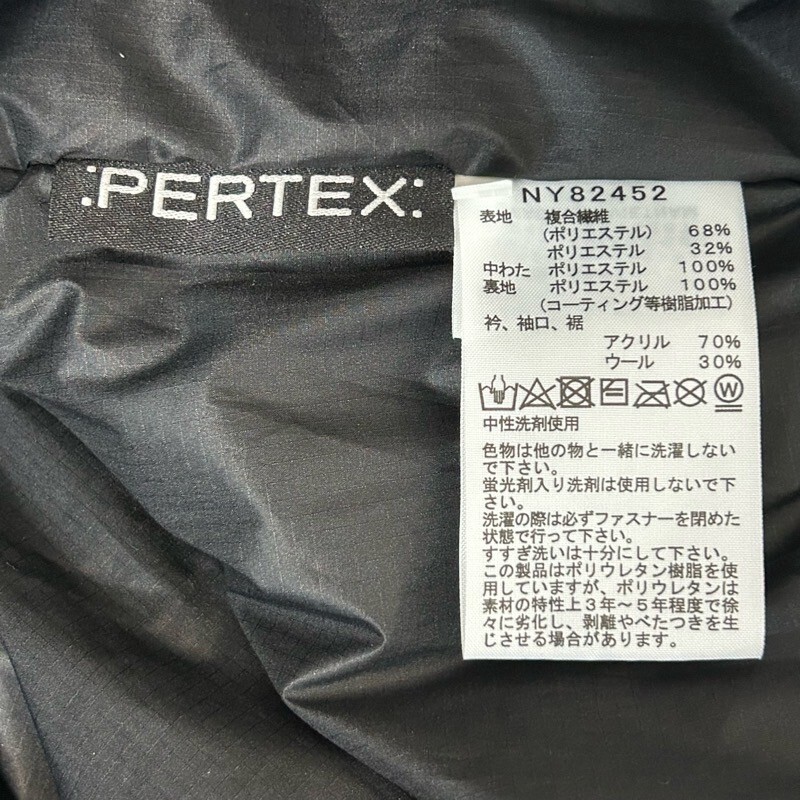 :PERTEX:
NY82452
表地 複合繊維
(ポリエステル) 68%
ポリエステル 32%
中わた ポリエステル 100%
裏地 ポリエステル 100%
(コーティング等樹脂加工)
衿、袖口、裾
アクリル 70%
ウール 30%
W
中性洗剤使用
色物は他の物と一緒に洗濯しない
で下さい。
蛍光剤入り洗剤は使用しないで下
さい。
洗濯の際は必ずファスナーを閉めた
状態で行って下さい。
すすぎ洗いは十分にして下さい。
この製品はポリウレタン樹脂を使
用していますが、ポリウレタンは
素材の特性上3年～5年程度で徐
々に劣化し、剥離やべたつきを生
じさせる場合があります。